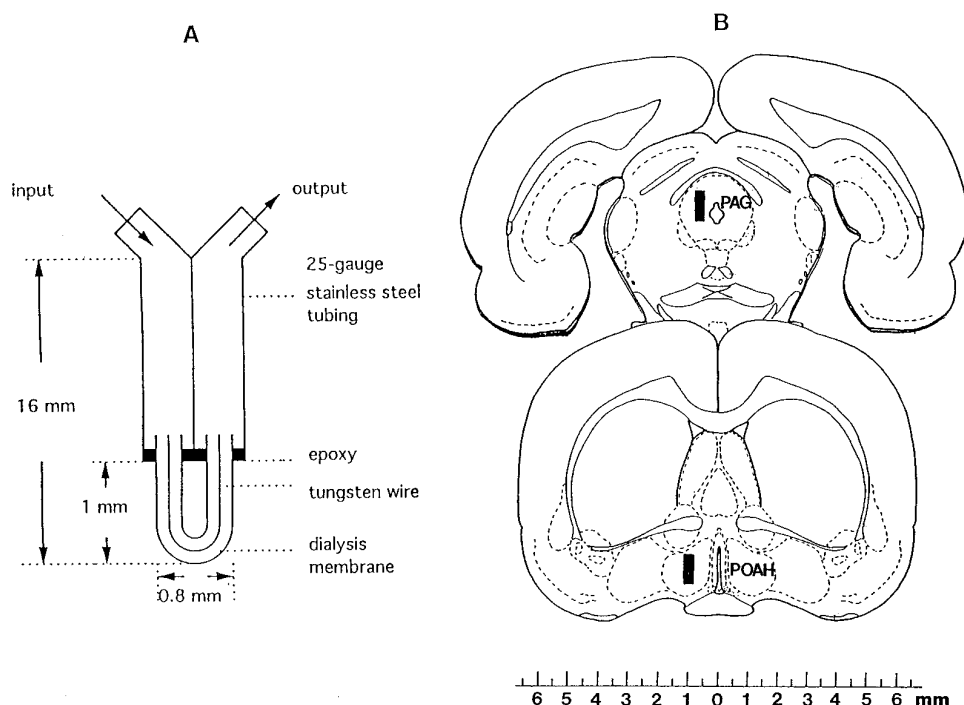 A
input
output
25-gauge
stainless steel
tubing
16 mm
epoxy
1 mm
tungsten wire
dialysis
membrane
0.8 mm
B
PAG
POAH
6 5 4 3 2 1 0 1 2 3 4 5 6 mm